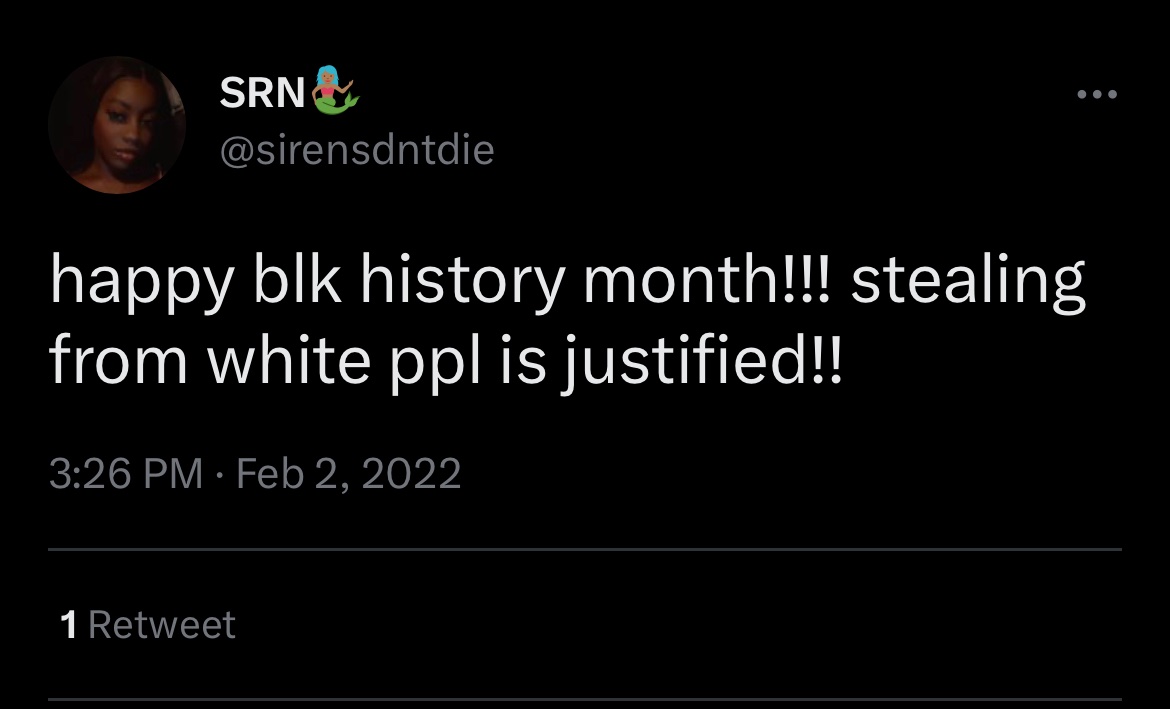 SRN🧜🏽‍♀️
@sirensdntdie
happy blk history month!!! stealing
from white ppl is justified!!
3:26 PM · Feb 2, 2022
1 Retweet